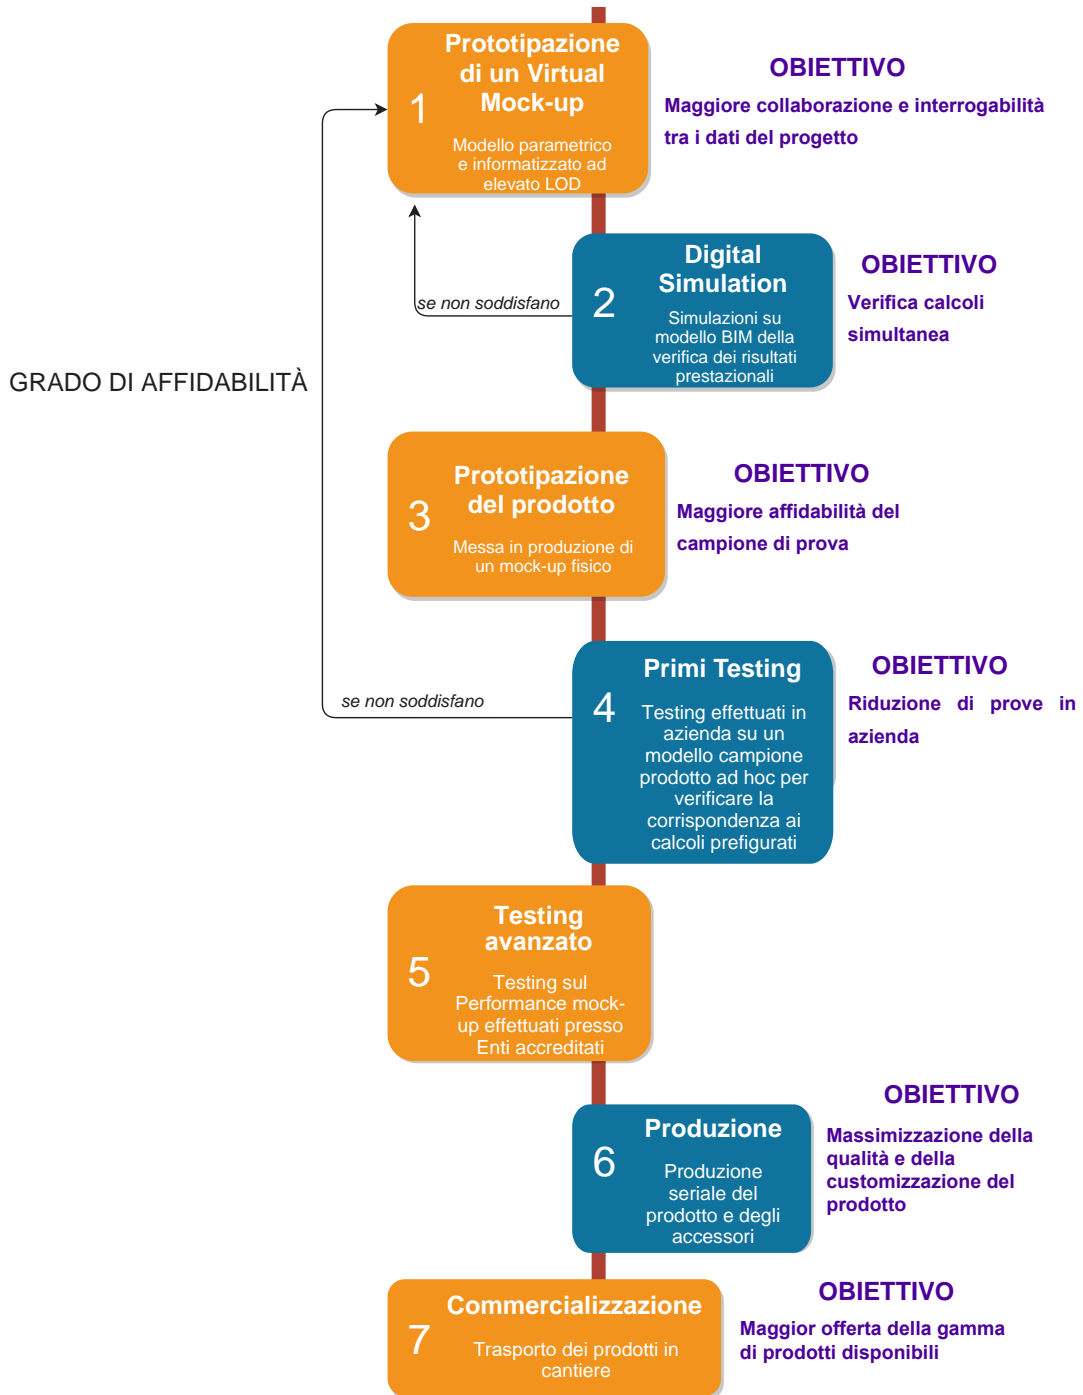 Prototipazione
di un Virtual
Mock-up
1
Modello parametrico
e informatizzato ad
elevato LOD
OBIETTIVO
Maggiore collaborazione e interrogabilità
tra i dati del progetto
Digital
Simulation
2
Simulazioni su
modello BIM della
verifica dei risultati
prestazionali
OBIETTIVO
Verifica calcoli
simultanea
se non soddisfano
GRADO DI AFFIDABILITÀ
Prototipazione
del prodotto
3
Messa in produzione di
un mock-up fisico
OBIETTIVO
Maggiore affidabilità del
campione di prova
Primi Testing
4
Testing effettuati in
azienda su un
modello campione
prodotto ad hoc per
verificare la
corrispondenza ai
calcoli prefigurati
OBIETTIVO
Riduzione di prove in
azienda
se non soddisfano
Testing
avanzato
5
Testing sul
Performance mock-
up effettuati presso
Enti accreditati
Produzione
6
Produzione
seriale del
prodotto e degli
accessori
OBIETTIVO
Massimizzazione della
qualità e della
customizzazione del
prodotto
Commercializzazione
7
Trasporto dei prodotti in
cantiere
OBIETTIVO
Maggior offerta della gamma
di prodotti disponibili